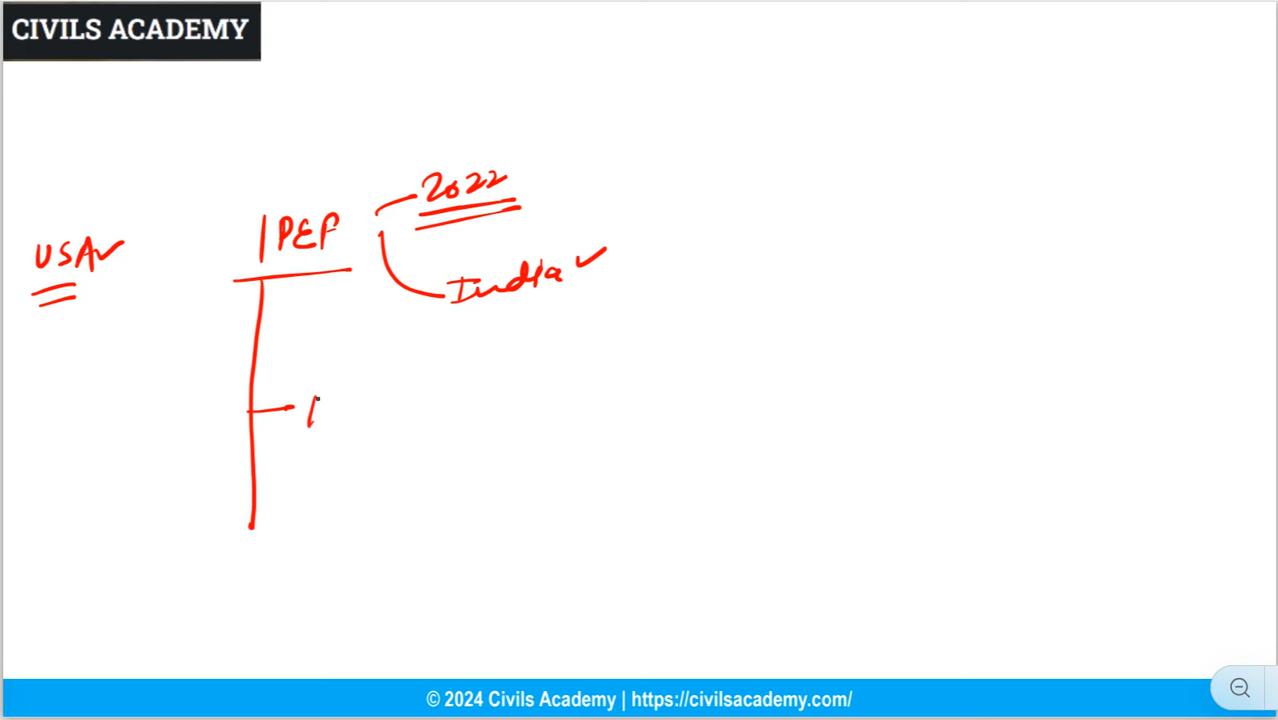 CIVILS ACADEMY
2022
USA
IPEF
India
© 2024 Civils Academy | https://civilsacademy.com/